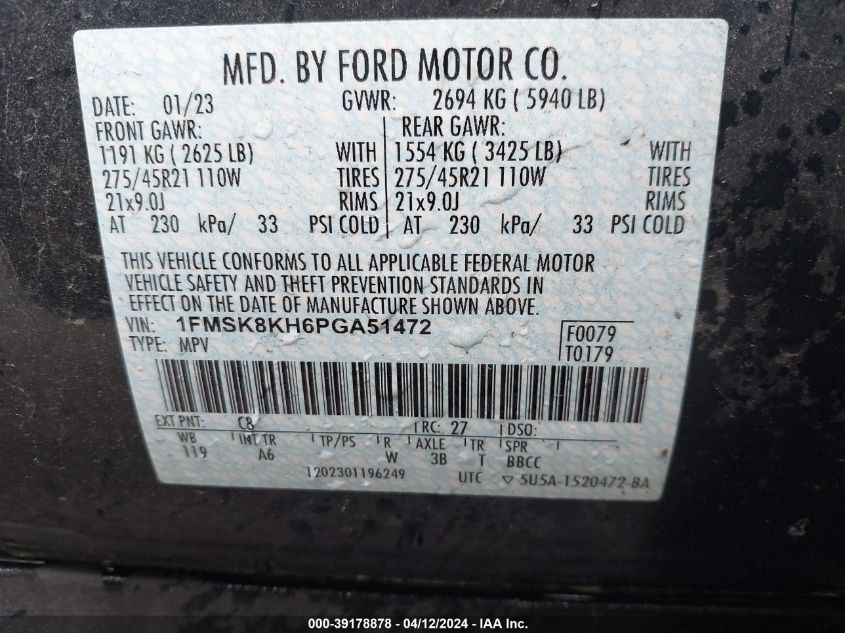 MFD. BY FORD MOTOR CO.
DATE: 01/23 GVWR: 2694 KG ( 5940 LB)
FRONT GAWR: REAR GAWR:
1191 KG ( 2625 LB) WITH 1554 KG ( 3425 LB) WITH
275/45R21 110W TIRES 275/45R21 110W TIRES
21x9.0J RIMS 21x9.0J RIMS
AT 230 kPa/ 33 PSI COLD AT 230 kPa/ 33 PSI COLD
THIS VEHICLE CONFORMS TO ALL APPLICABLE FEDERAL MOTOR
VEHICLE SAFETY AND THEFT PREVENTION STANDARDS IN
EFFECT ON THE DATE OF MANUFACTURE SHOWN ABOVE.
VIN: 1FMSK8KH6PGA51472 F0079
TYPE: MPV T0179
EXT PNT: C8 RC: 27 DSO:
WB INT TR TP/PS R AXLE TR SPR
119 A6 W 3B T BBCC
1202301196249 UTC ▽ 5U5A-1520472-BA
000-39178878 - 04/12/2024 - IAA Inc.